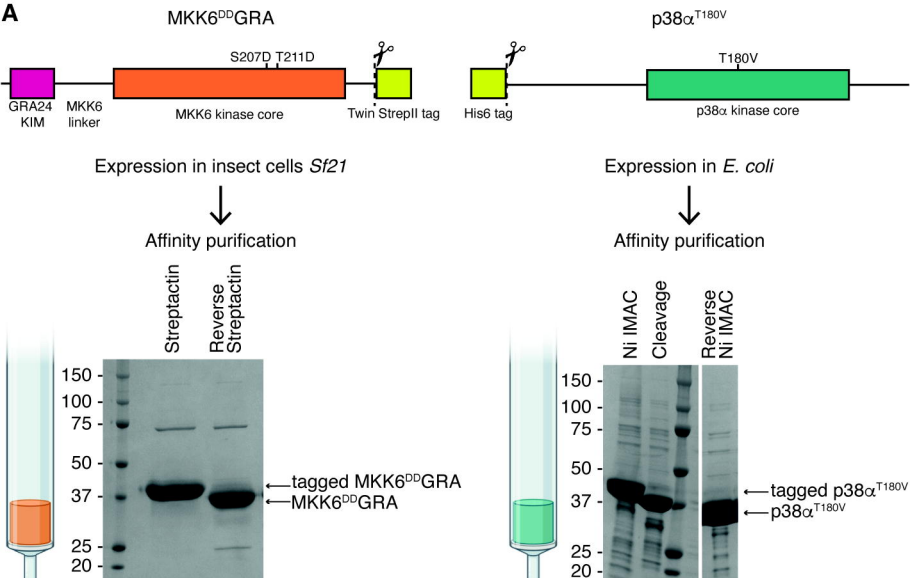 A
MKK6ᴰᴰGRA
p38αᵀ¹⁸⁰ⱽ
S207D T211D
T180V
GRA24 KIM
MKK6 linker
MKK6 kinase core
Twin StrepII tag
His6 tag
p38α kinase core
Expression in insect cells Sf21
Expression in E. coli
Affinity purification
Affinity purification
Streptactin
Reverse Streptactin
Ni IMAC
Cleavage
Reverse Ni IMAC
150 -
100 -
75 -
50 -
37 -
25 -
20 -
tagged MKK6ᴰᴰGRA
MKK6ᴰᴰGRA
150 -
100 -
75 -
50 -
37 -
25 -
20 -
tagged p38αᵀ¹⁸⁰ⱽ
p38αᵀ¹⁸⁰ⱽ